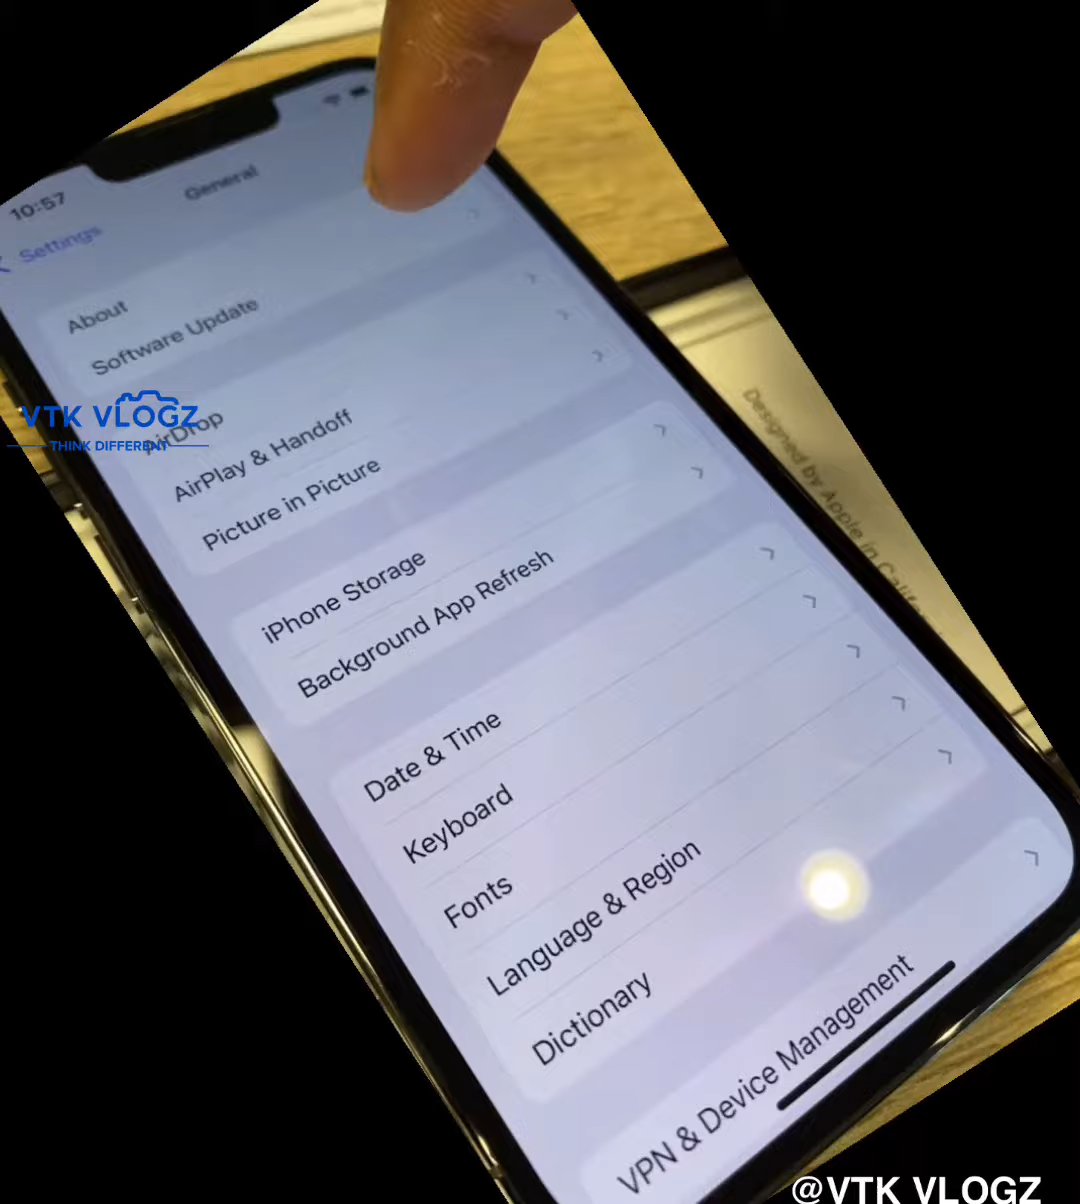 10:57
General
Settings
About
Software Update
AirDrop
AirPlay & Handoff
Picture in Picture
iPhone Storage
Background App Refresh
Date & Time
Keyboard
Fonts
Language & Region
Dictionary
VPN & Device Management
VTK VLOGZ
THINK DIFFERENT
Designed by Apple in Califo
@VTK VLOGZ